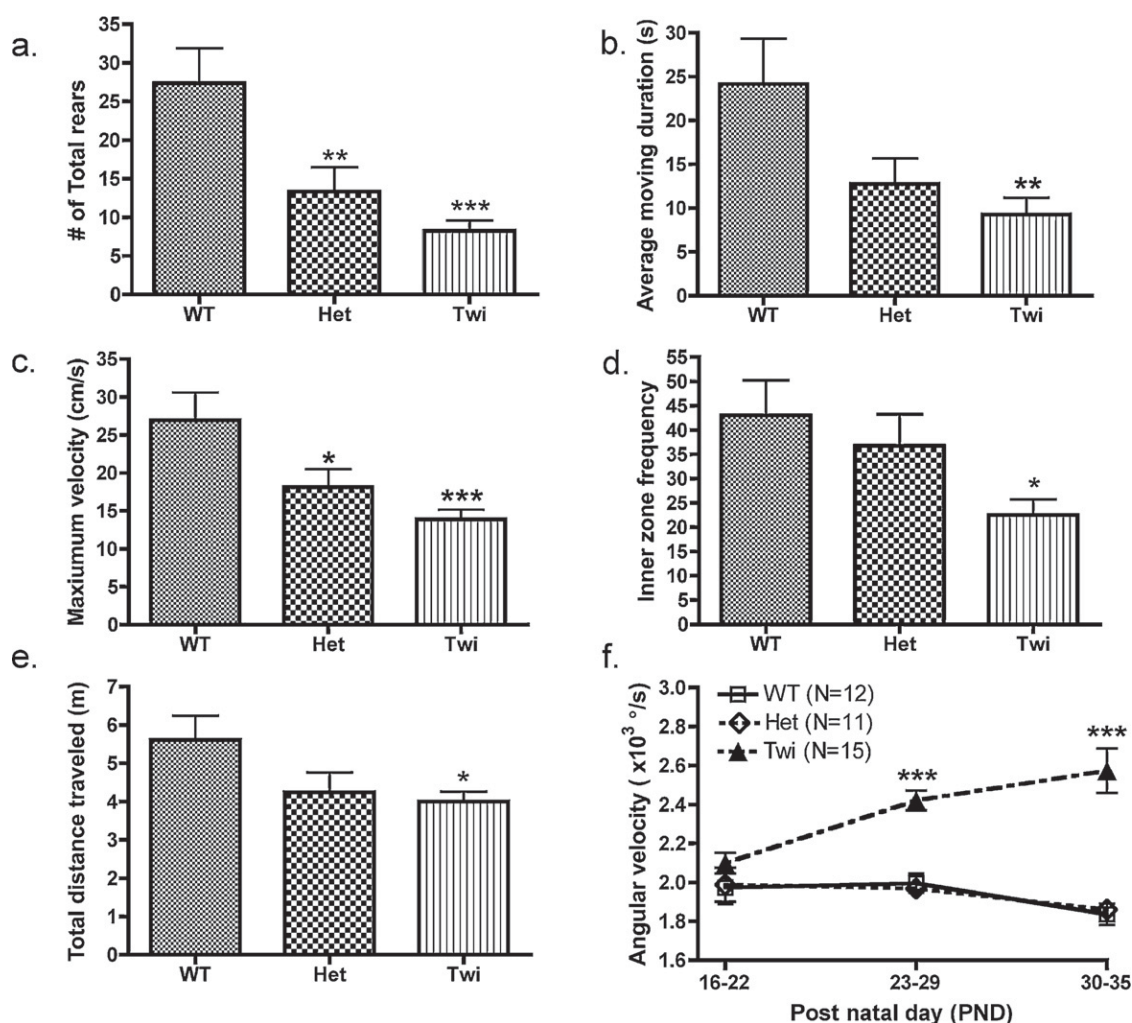 a.
# of Total rears
35
30
25
20
15
10
5
0
**
***
WT Het Twi
b.
Average moving duration (s)
30
25
20
15
10
5
0
**
WT Het Twi
c.
Maxiumum velocity (cm/s)
35
30
25
20
15
10
5
0
*
***
WT Het Twi
d.
Inner zone frequency
55
50
45
40
35
30
25
20
15
10
5
0
*
WT Het Twi
e.
Total distance traveled (m)
7
6
5
4
3
2
1
0
*
WT Het Twi
f.
Angular velocity ( x10³ °/s)
3.0
2.8
2.6
2.4
2.2
2.0
1.8
1.6
WT (N=12)
Het (N=11)
Twi (N=15)
***
***
16-22 23-29 30-35
Post natal day (PND)